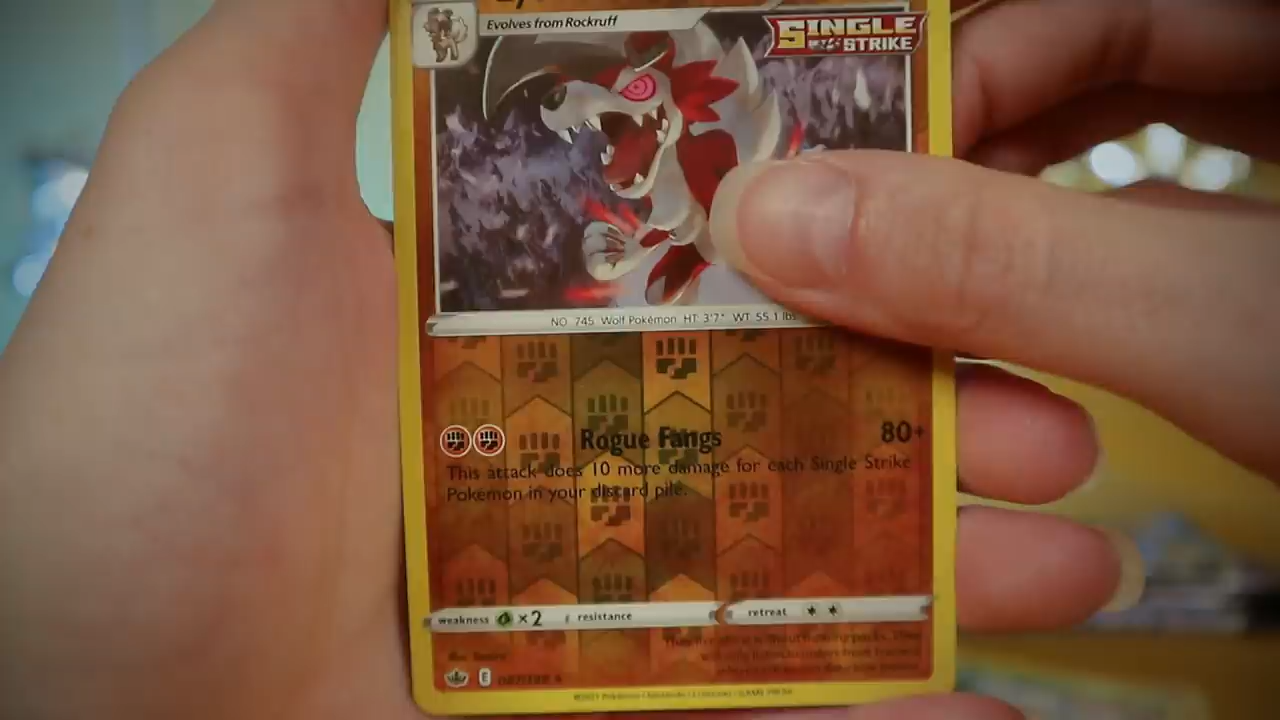 Evolves from Rockruff
SINGLE
STRIKE
NO. 745 Wolf Pokémon HT: 3'7" WT: 55.1 lbs
Rogue Fangs 80+
This attack does 10 more damage for each Single Strike
Pokémon in your discard pile.
weakness ×2 resistance retreat
E